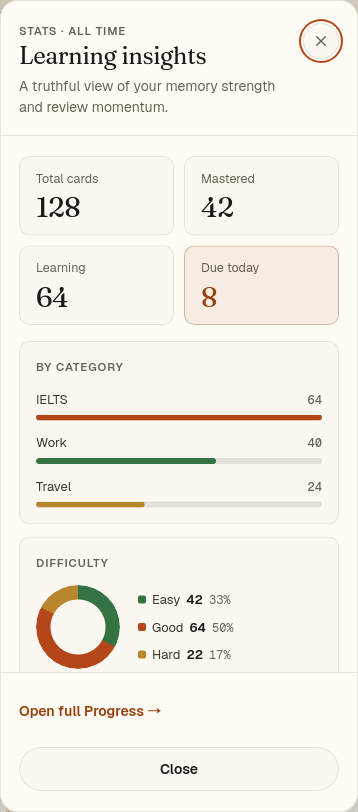 STATS · ALL TIME
Learning insights
A truthful view of your memory strength
and review momentum.
Total cards
128
Mastered
42
Learning
64
Due today
8
BY CATEGORY
IELTS 64
Work 40
Travel 24
DIFFICULTY
Easy 42 33%
Good 64 50%
Hard 22 17%
Open full Progress →
Close